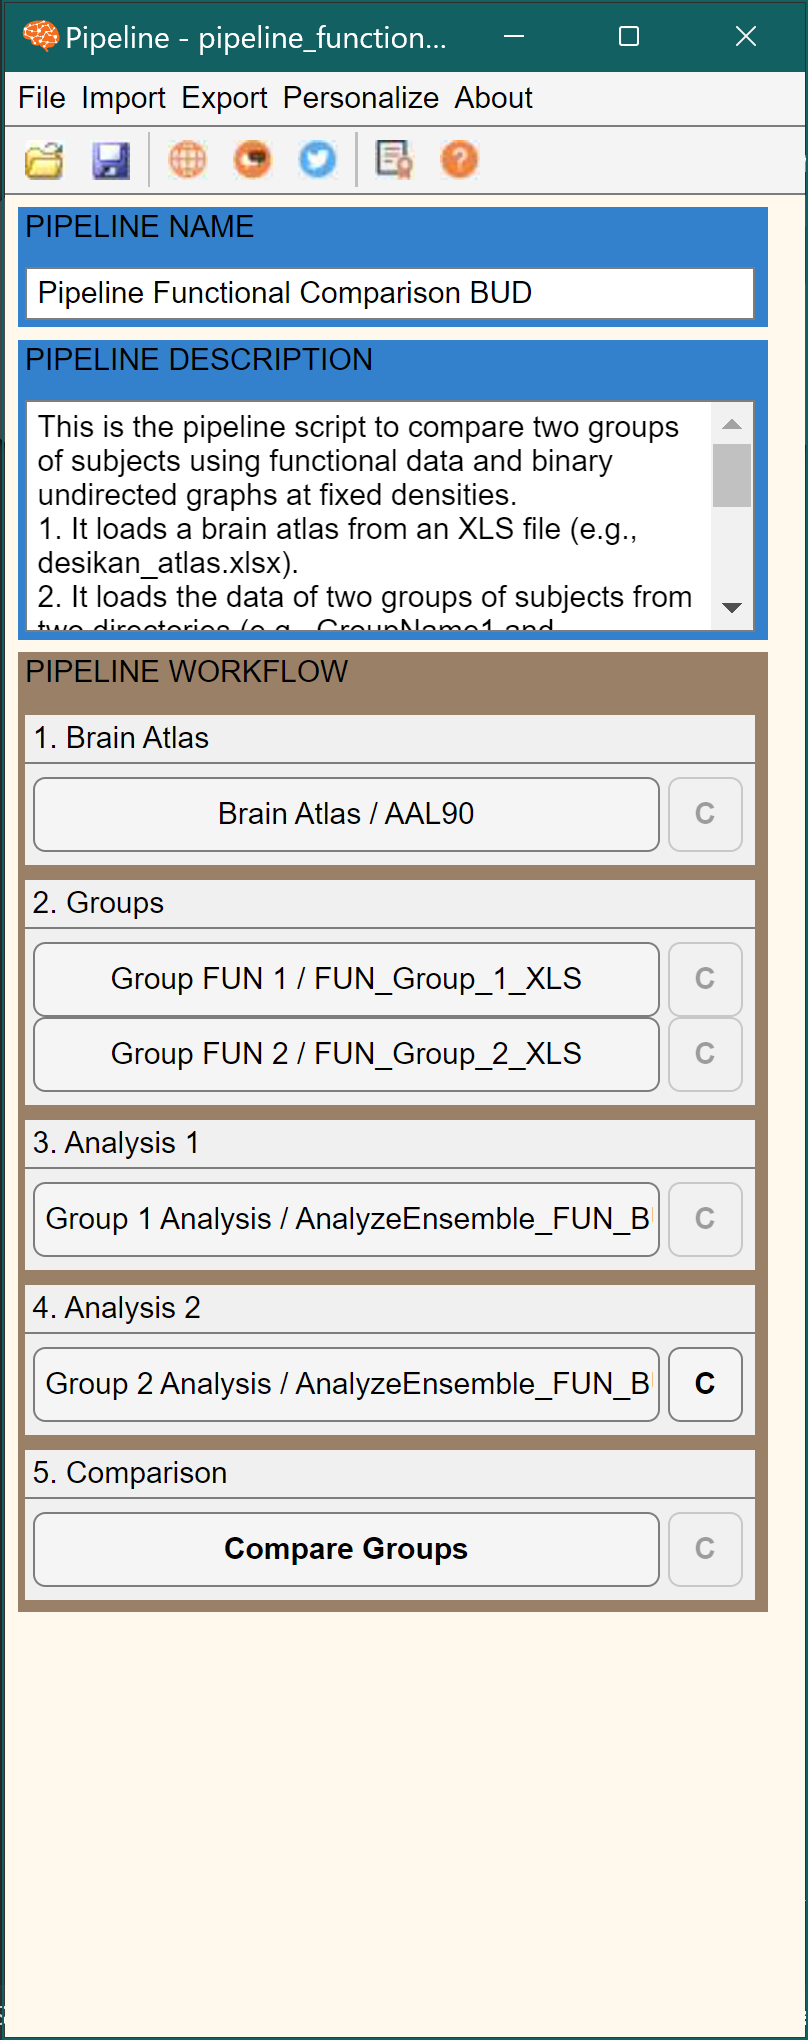 Pipeline - pipeline_function...
File Import Export Personalize About
PIPELINE NAME
Pipeline Functional Comparison BUD
PIPELINE DESCRIPTION
This is the pipeline script to compare two groups
of subjects using functional data and binary
undirected graphs at fixed densities.
1. It loads a brain atlas from an XLS file (e.g.,
desikan_atlas.xlsx).
2. It loads the data of two groups of subjects from
two directories (e.g., GroupName1 and
PIPELINE WORKFLOW
1. Brain Atlas
Brain Atlas / AAL90 C
2. Groups
Group FUN 1 / FUN_Group_1_XLS C
Group FUN 2 / FUN_Group_2_XLS C
3. Analysis 1
Group 1 Analysis / AnalyzeEnsemble_FUN_B C
4. Analysis 2
Group 2 Analysis / AnalyzeEnsemble_FUN_B C
5. Comparison
Compare Groups C